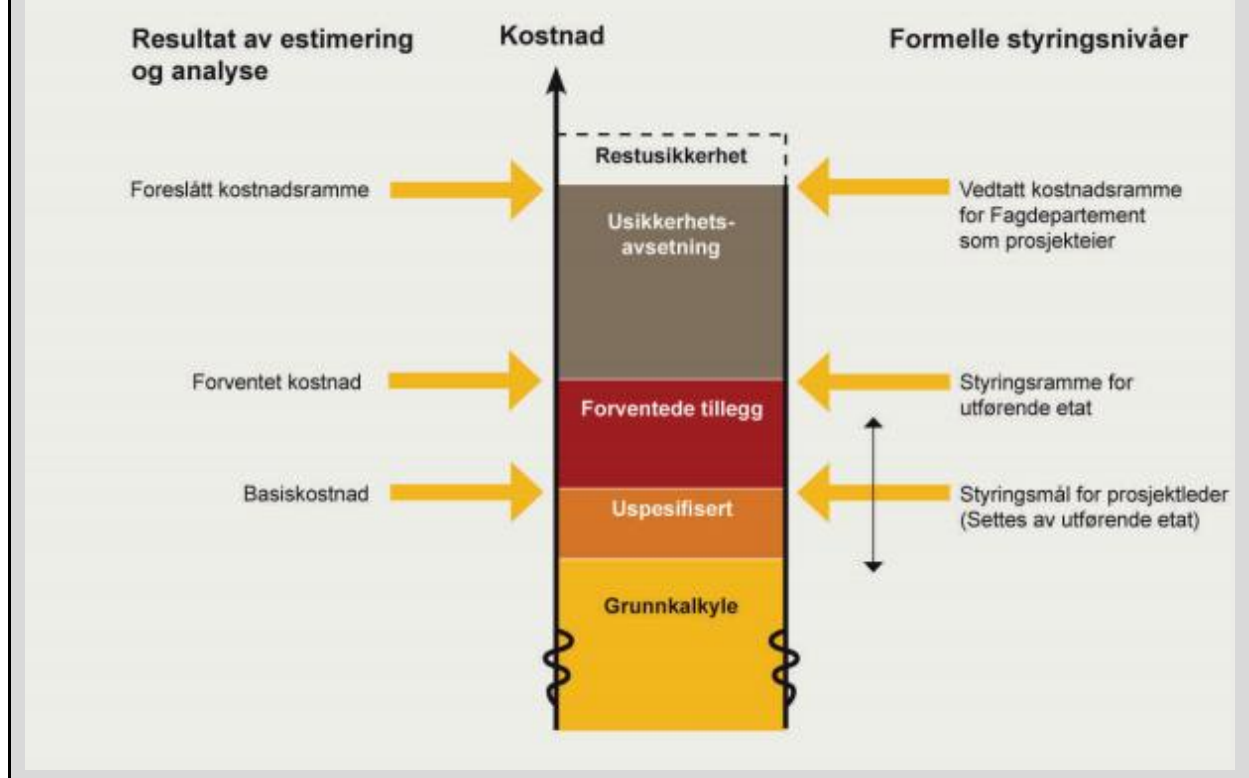 Resultat av estimering
og analyse
Kostnad
Formelle styringsnivåer
Restusikkerhet
Foreslått kostnadsramme
Vedtatt kostnadsramme
for Fagdepartement
som prosjekteier
Usikkerhets-
avsetning
Forventet kostnad
Styringsramme for
utførende etat
Forventede tillegg
Basiskostnad
Styringsmål for prosjektleder
(Settes av utførende etat)
Uspesifisert
Grunnkalkyle